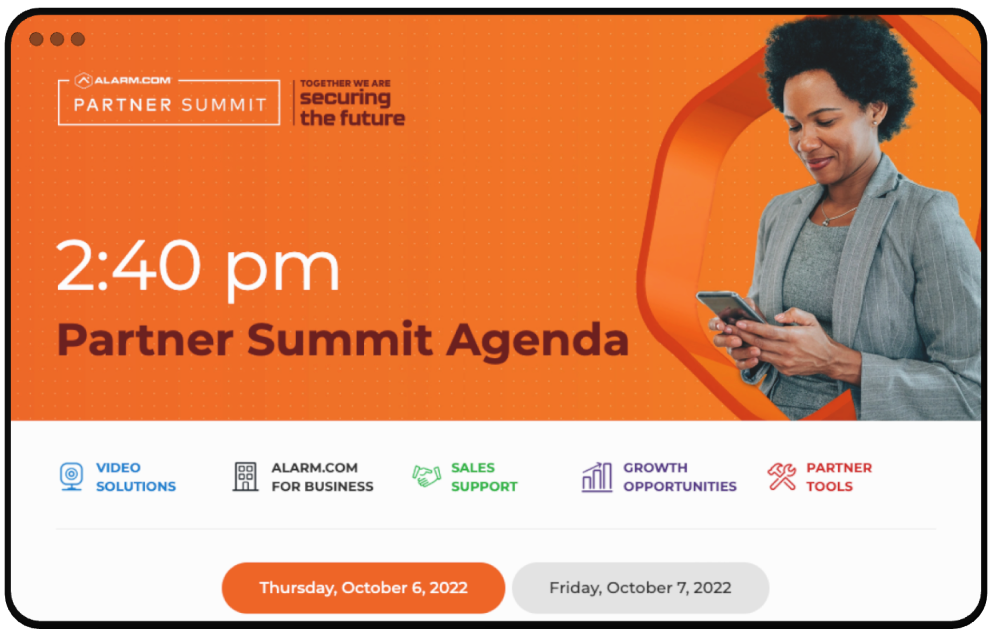 ALARM.COM
PARTNER SUMMIT
TOGETHER WE ARE
securing
the future
2:40 pm
Partner Summit Agenda
VIDEO
SOLUTIONS
ALARM.COM
FOR BUSINESS
SALES
SUPPORT
GROWTH
OPPORTUNITIES
PARTNER
TOOLS
Thursday, October 6, 2022
Friday, October 7, 2022